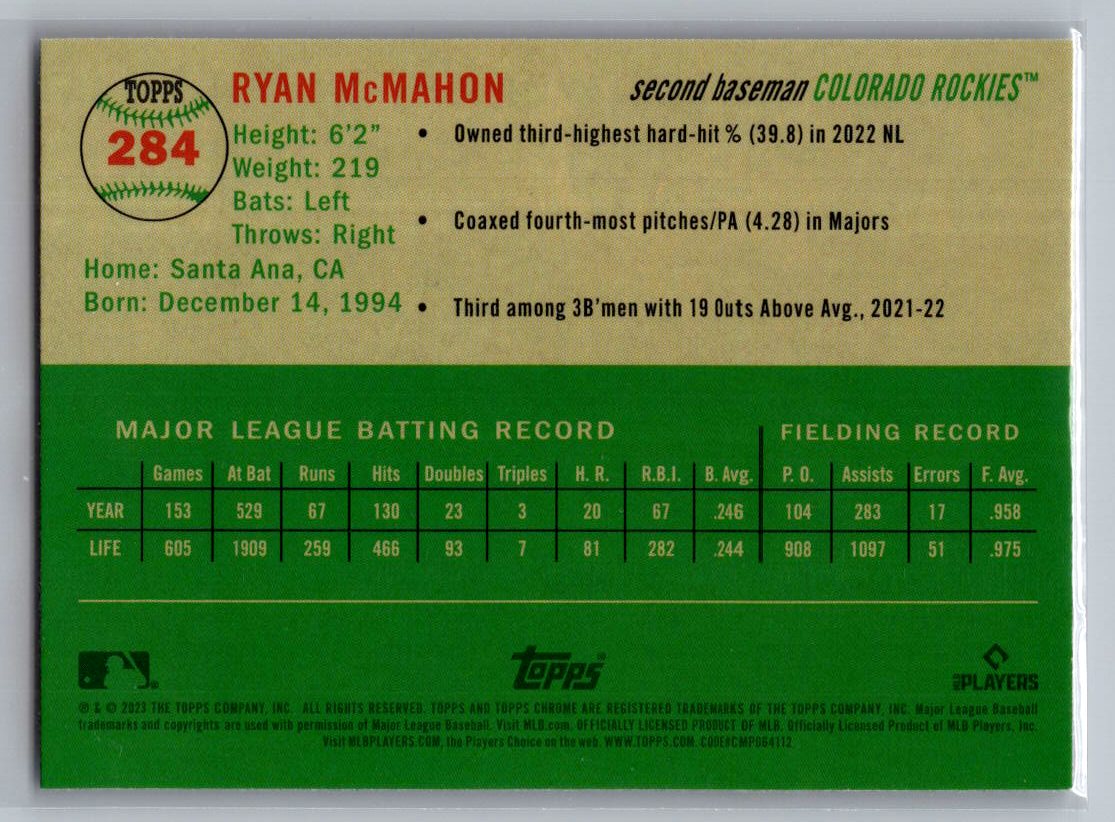 TOPPS
284
RYAN McMAHON
second baseman COLORADO ROCKIES™
Height: 6'2"
Weight: 219
Bats: Left
Throws: Right
Home: Santa Ana, CA
Born: December 14, 1994
• Owned third-highest hard-hit % (39.8) in 2022 NL
• Coaxed fourth-most pitches/PA (4.28) in Majors
• Third among 3B'men with 19 Outs Above Avg., 2021-22
MAJOR LEAGUE BATTING RECORD FIELDING RECORD
Games At Bat Runs Hits Doubles Triples H. R. R.B.I. B. Avg. P. O. Assists Errors F. Avg.
YEAR 153 529 67 130 23 3 20 67 .246 104 283 17 .958
LIFE 605 1909 259 466 93 7 81 282 .244 908 1097 51 .975
Topps®
MLB PLAYERS
® & © 2023 THE TOPPS COMPANY, INC. ALL RIGHTS RESERVED. TOPPS AND TOPPS CHROME ARE REGISTERED TRADEMARKS OF THE TOPPS COMPANY, INC. Major League Baseball
trademarks and copyrights are used with permission of Major League Baseball. Visit MLB.com. OFFICIALLY LICENSED PRODUCT OF MLB. Officially Licensed Product of MLB Players, Inc.
Visit MLBPLAYERS.COM, the Players Choice on the web. WWW.TOPPS.COM. CODE#CMP064112